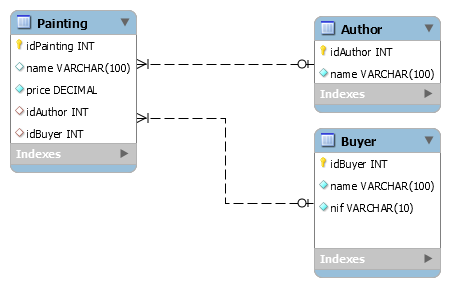 Painting
idPainting INT
name VARCHAR(100)
price DECIMAL
idAuthor INT
idBuyer INT
Indexes
Author
idAuthor INT
name VARCHAR(100)
Indexes
Buyer
idBuyer INT
name VARCHAR(100)
nif VARCHAR(10)
Indexes